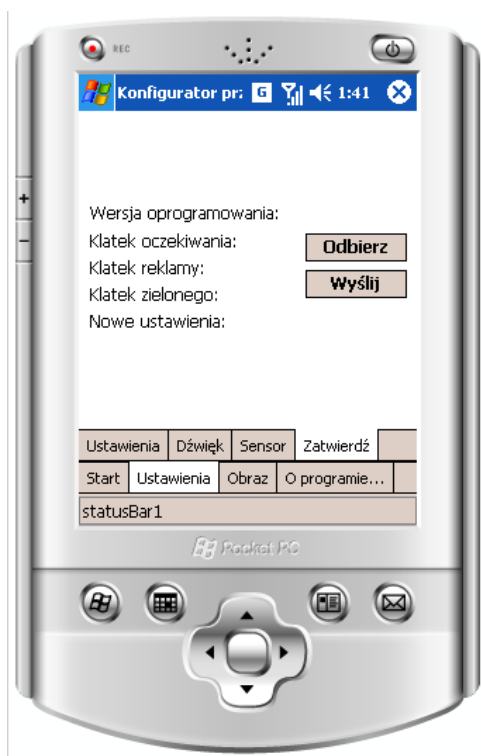 REC
Konfigurator prz G 1:41
+
-
Wersja oprogramowania:
Klatek oczekiwania:
Odbierz
Klatek reklamy:
Wyślij
Klatek zielonego:
Nowe ustawienia:
Ustawienia Dźwięk Sensor Zatwierdź
Start Ustawienia Obraz O programie...
statusBar1
Pocket PC